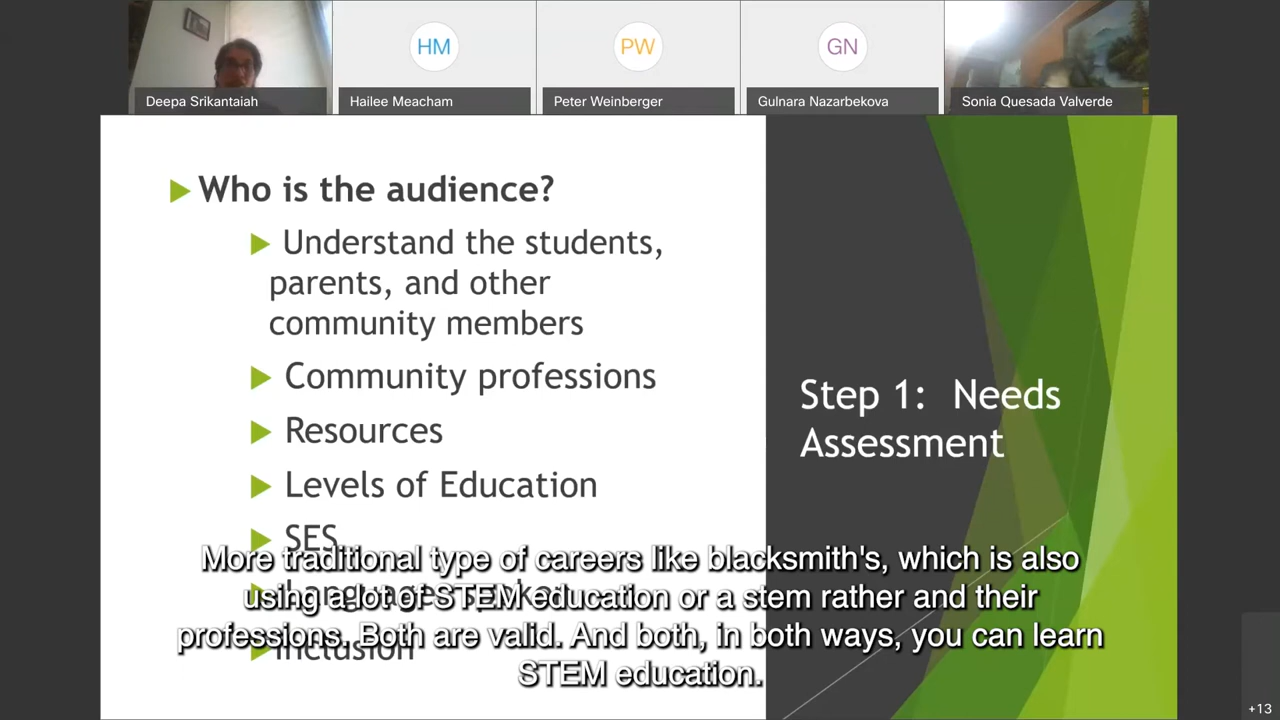 HM
PW
GN
Deepa Srikantaiah
Hailee Meacham
Peter Weinberger
Gulnara Nazarbekova
Sonia Quesada Valverde
Who is the audience?
Understand the students,
parents, and other
community members
Community professions
Resources
Levels of Education
SES
Inclusion
Step 1: Needs
Assessment
More traditional type of careers like blacksmith's, which is also
using a lot of STEM education or a stem rather and their
professions. Both are valid. And both, in both ways, you can learn
STEM education.
+13